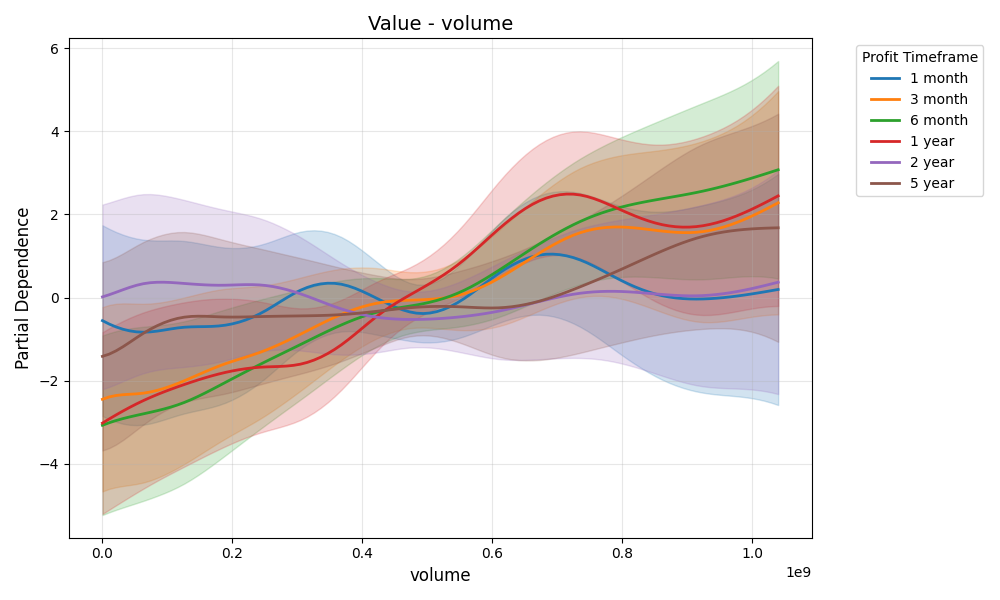 Value - volume
Partial Dependence
6
4
2
0
−2
−4
0.0 0.2 0.4 0.6 0.8 1.0
1e9
volume
Profit Timeframe
1 month
3 month
6 month
1 year
2 year
5 year